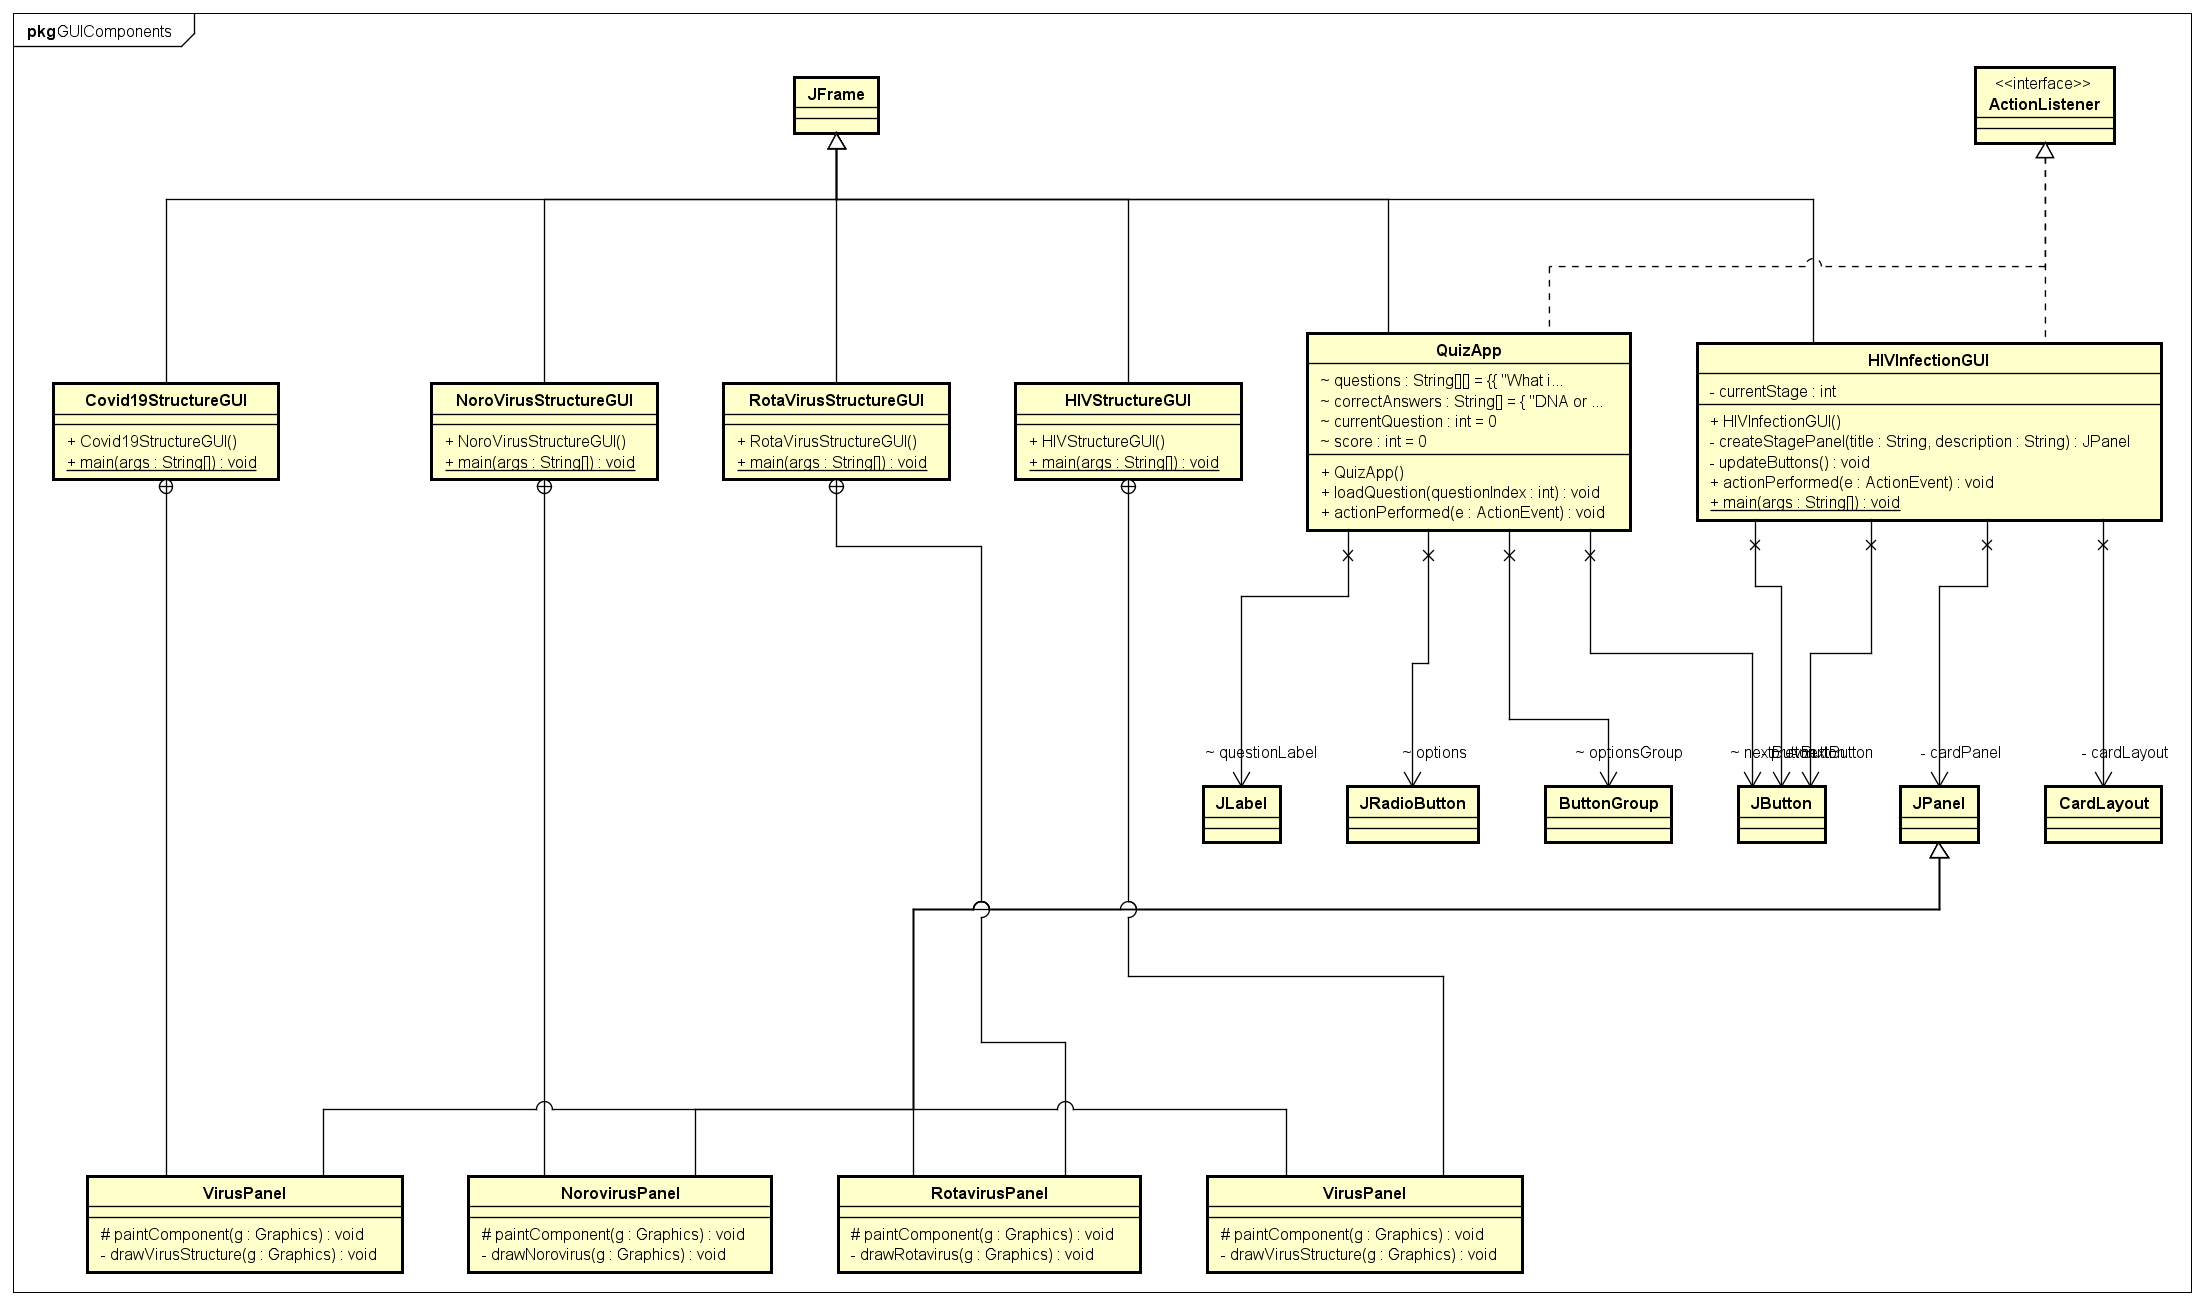 pkg GUIComponents
JFrame
<<interface>>
ActionListener
Covid19StructureGUI
+ Covid19StructureGUI()
+ main(args : String[]) : void
NoroVirusStructureGUI
+ NoroVirusStructureGUI()
+ main(args : String[]) : void
RotaVirusStructureGUI
+ RotaVirusStructureGUI()
+ main(args : String[]) : void
HIVStructureGUI
+ HIVStructureGUI()
+ main(args : String[]) : void
QuizApp
~ questions : String[][] = {{ "What i...
~ correctAnswers : String[] = { "DNA or ...
~ currentQuestion : int = 0
~ score : int = 0
+ QuizApp()
+ loadQuestion(questionIndex : int) : void
+ actionPerformed(e : ActionEvent) : void
HIVInfectionGUI
- currentStage : int
+ HIVInfectionGUI()
- createStagePanel(title : String, description : String) : JPanel
- updateButtons() : void
+ actionPerformed(e : ActionEvent) : void
+ main(args : String[]) : void
~ questionLabel
~ options
~ optionsGroup
- cardPanel
- cardLayout
JLabel
JRadioButton
ButtonGroup
JButton
JPanel
CardLayout
VirusPanel
# paintComponent(g : Graphics) : void
- drawVirusStructure(g : Graphics) : void
NorovirusPanel
# paintComponent(g : Graphics) : void
- drawNorovirus(g : Graphics) : void
RotavirusPanel
# paintComponent(g : Graphics) : void
- drawRotavirus(g : Graphics) : void
VirusPanel
# paintComponent(g : Graphics) : void
- drawVirusStructure(g : Graphics) : void